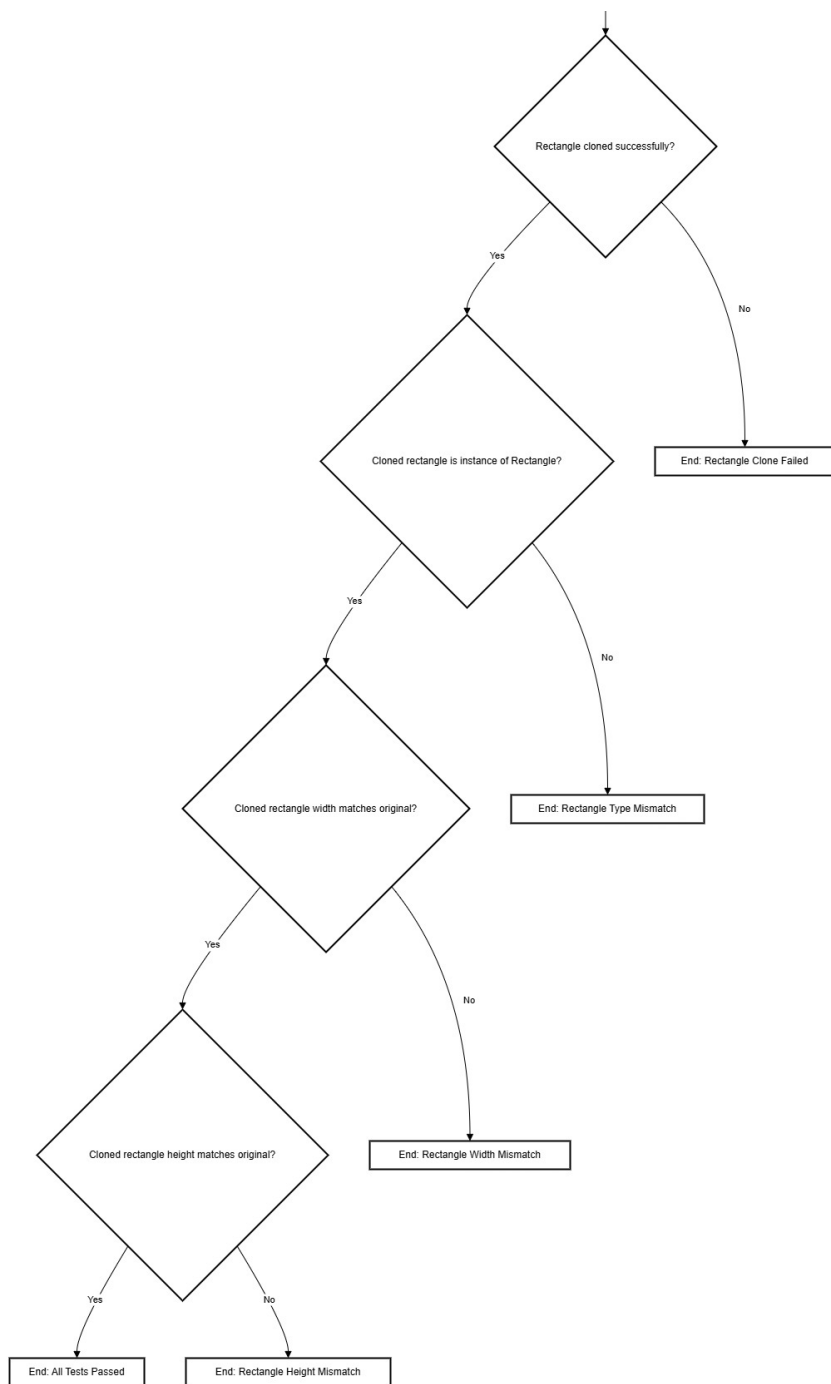 Rectangle cloned successfully?
Yes
No
Cloned rectangle is instance of Rectangle?
End: Rectangle Clone Failed
Yes
No
Cloned rectangle width matches original?
End: Rectangle Type Mismatch
Yes
No
Cloned rectangle height matches original?
End: Rectangle Width Mismatch
Yes
No
End: All Tests Passed
End: Rectangle Height Mismatch